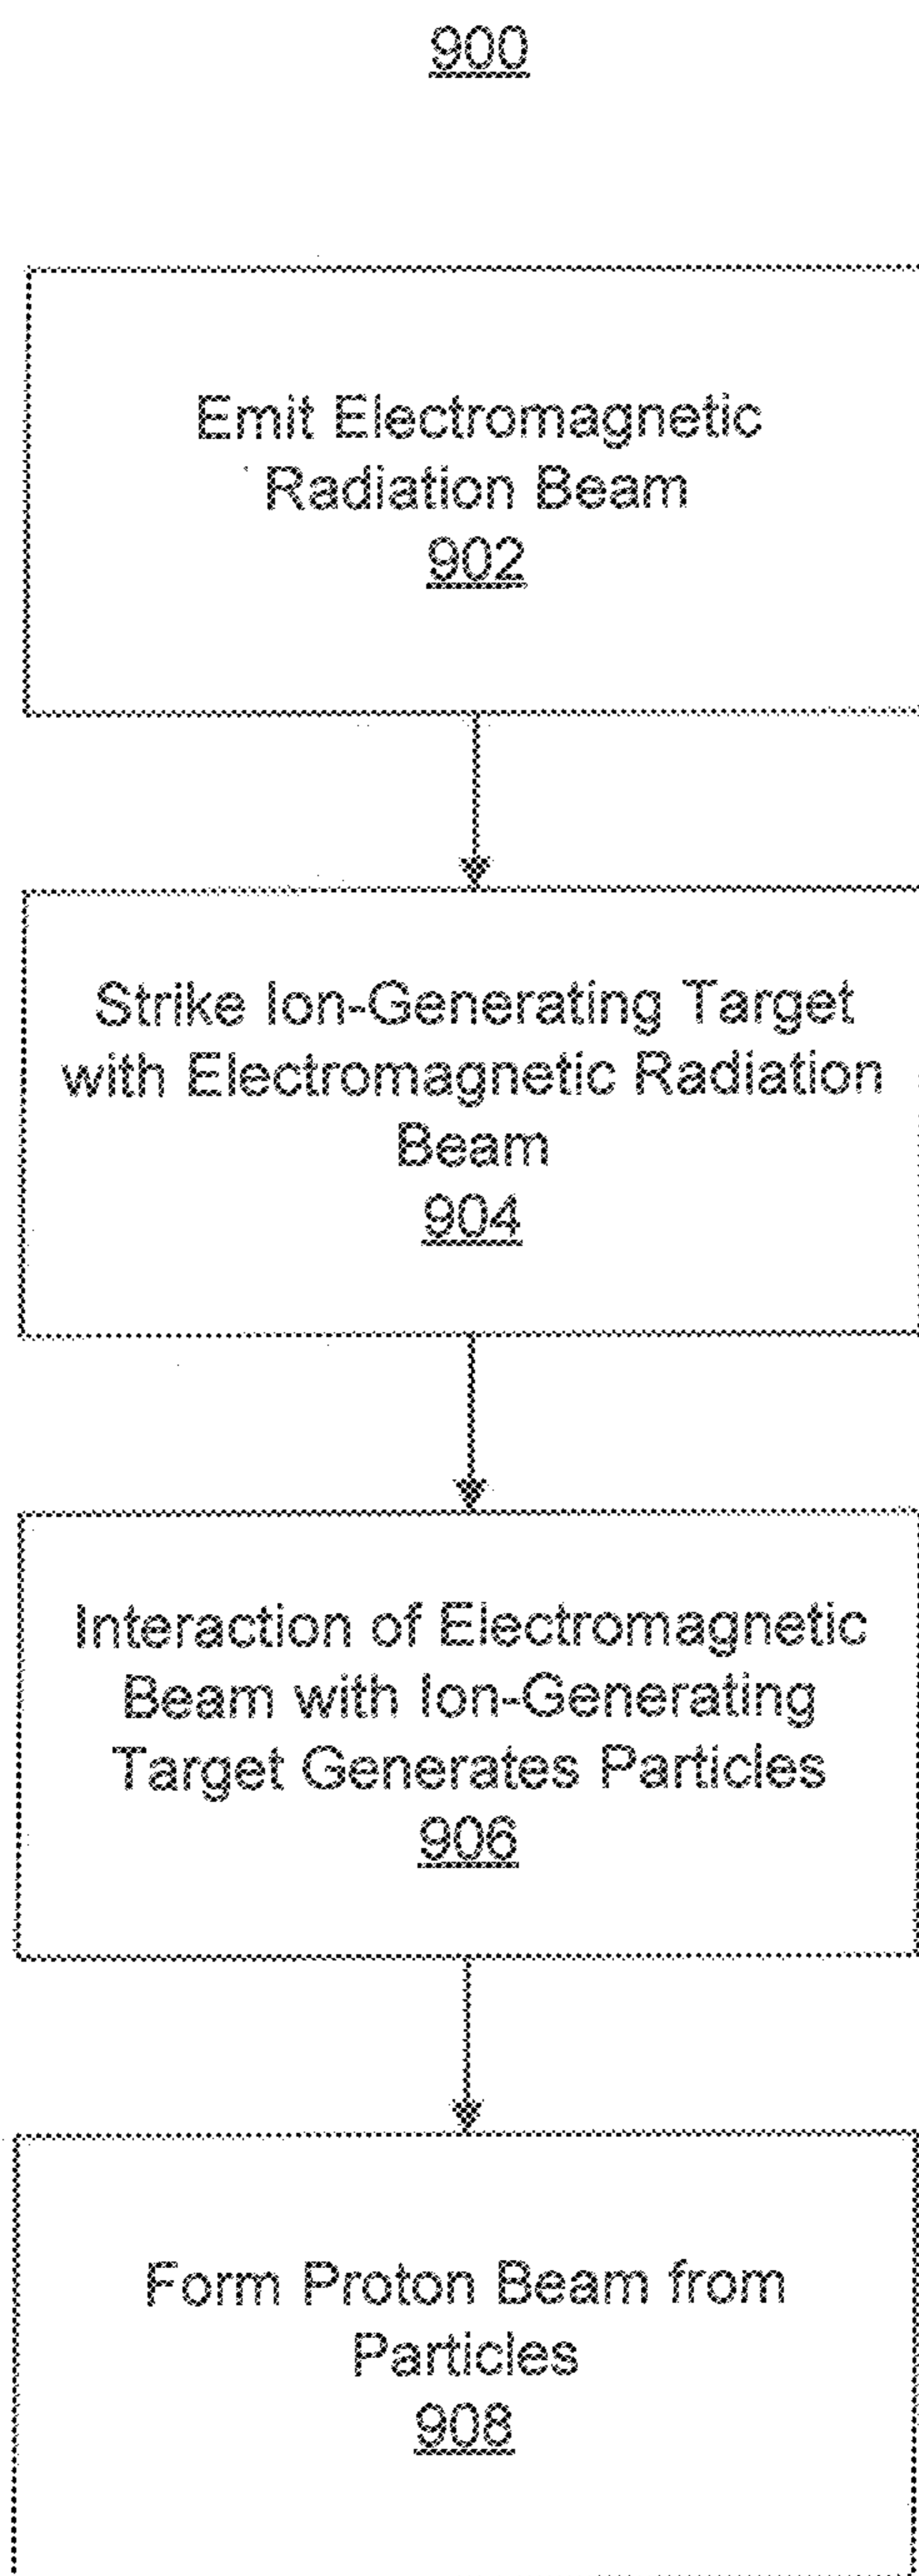 900
Emit Electromagnetic
Radiation Beam
902
Strike Ion-Generating Target
with Electromagnetic Radiation
Beam
904
Interaction of Electromagnetic
Beam with Ion-Generating
Target Generates Particles
906
Form Proton Beam from
Particles
908